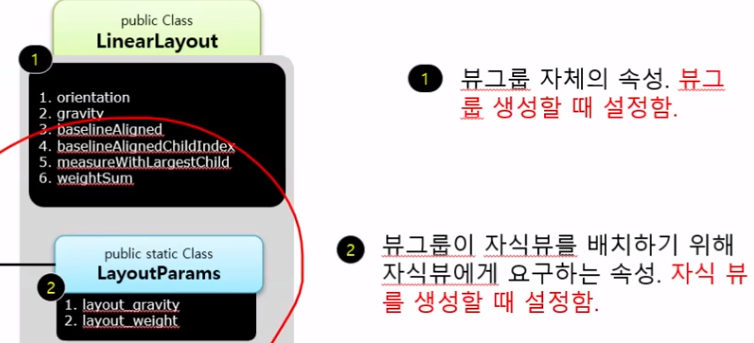 public Class
LinearLayout
1
1. orientation
2. gravity
3. baselineAligned
4. baselineAlignedChildIndex
5. measureWithLargestChild
6. weightSum
public static Class
LayoutParams
2
1. layout_gravity
2. layout_weight
1 뷰그룹 자체의 속성. 뷰그
룹 생성할 때 설정함.
2 뷰그룹이 자식뷰를 배치하기 위해
자식뷰에게 요구하는 속성. 자식 뷰
를 생성할 때 설정함.